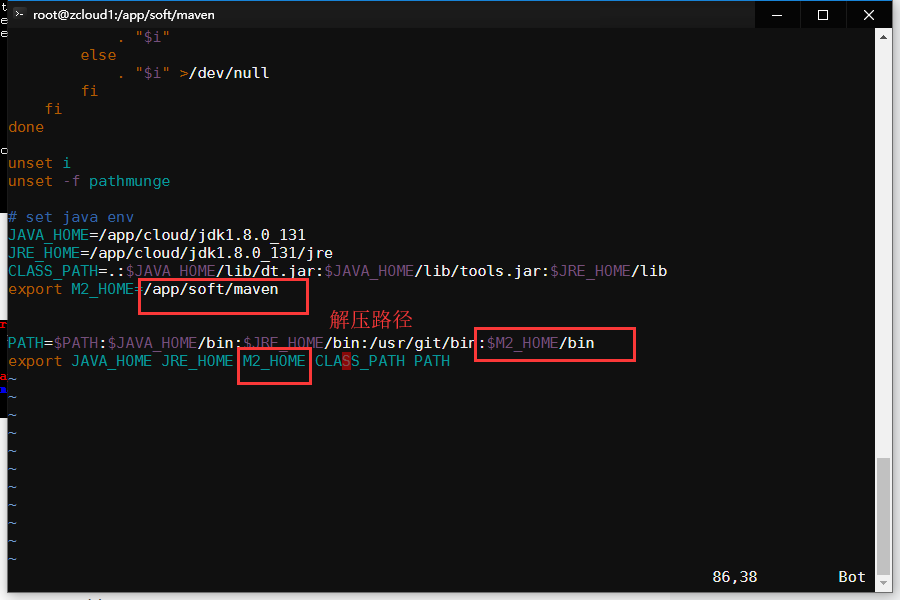 root@zcloud1:/app/soft/maven
. "$i"
else
. "$i" >/dev/null
fi
fi
done
unset i
unset -f pathmunge
# set java env
JAVA_HOME=/app/cloud/jdk1.8.0_131
JRE_HOME=/app/cloud/jdk1.8.0_131/jre
CLASS_PATH=.:$JAVA_HOME/lib/dt.jar:$JAVA_HOME/lib/tools.jar:$JRE_HOME/lib
export M2_HOME=/app/soft/maven
解压路径
PATH=$PATH:$JAVA_HOME/bin:$JRE_HOME/bin:/usr/git/bin:$M2_HOME/bin
export JAVA_HOME JRE_HOME M2_HOME CLASS_PATH PATH
~
~
~
~
~
~
~
~
~
~
~
86,38 Bot